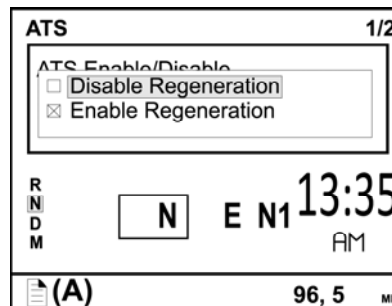 ATS 1/2
ATS Enable/Disable
Disable Regeneration
Enable Regeneration
R
N
D
M
N E N1 13:35
AM
(A) 96, 5